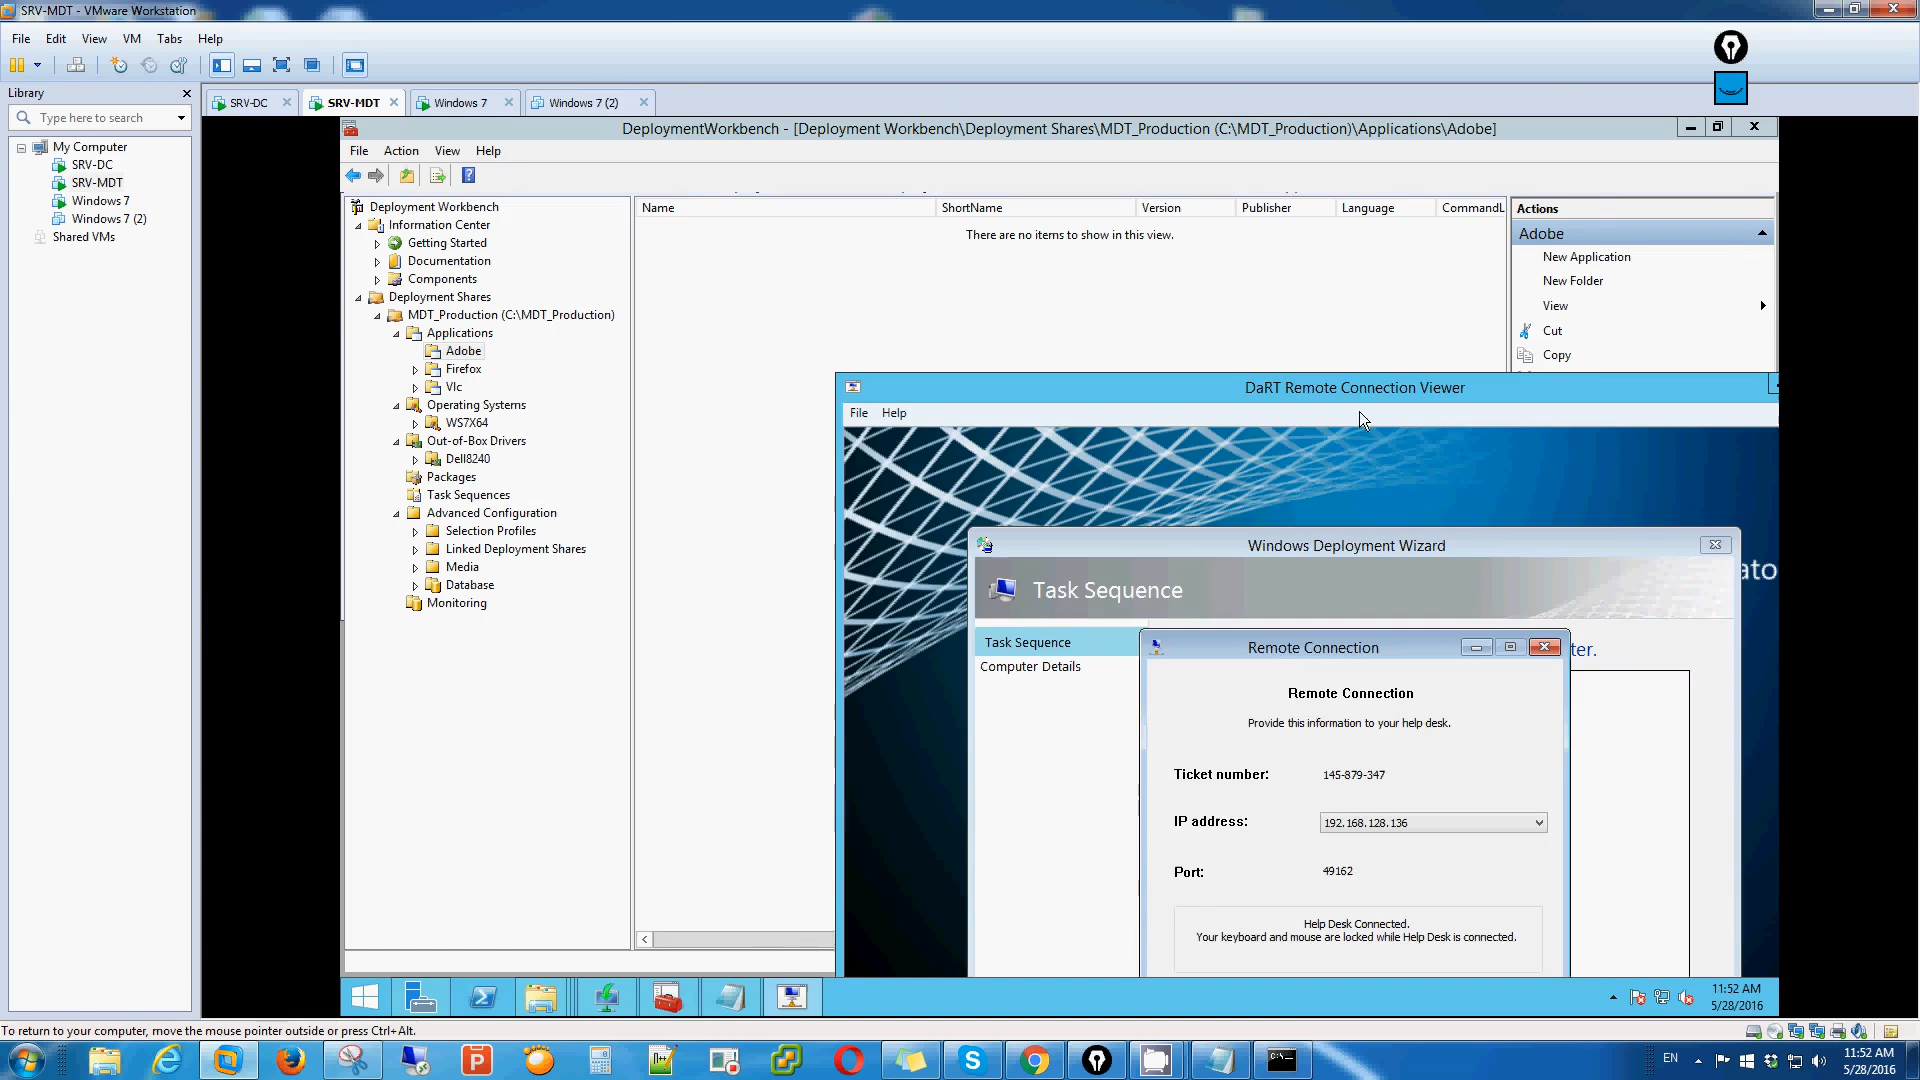 SRV-MDT - VMware Workstation
File Edit View VM Tabs Help
Library
Type here to search
My Computer
SRV-DC
SRV-MDT
Windows 7
Windows 7 (2)
Shared VMs
SRV-DC SRV-MDT Windows 7 Windows 7 (2)
DeploymentWorkbench - [Deployment Workbench\Deployment Shares\MDT_Production (C:\MDT_Production)\Applications\Adobe]
File Action View Help
Deployment Workbench
Information Center
Getting Started
Documentation
Components
Deployment Shares
MDT_Production (C:\MDT_Production)
Applications
Adobe
Firefox
Vlc
Operating Systems
WS7X64
Out-of-Box Drivers
Dell8240
Packages
Task Sequences
Advanced Configuration
Selection Profiles
Linked Deployment Shares
Media
Database
Monitoring
Name ShortName Version Publisher Language CommandL
There are no items to show in this view.
Actions
Adobe
New Application
New Folder
View
Cut
Copy
DaRT Remote Connection Viewer
File Help
ato
Windows Deployment Wizard
Task Sequence
Task Sequence
Computer Details
ter.
Remote Connection
Remote Connection
Provide this information to your help desk.
Ticket number: 145-879-347
IP address: 192.168.128.136
Port: 49162
Help Desk Connected.
Your keyboard and mouse are locked while Help Desk is connected.
11:52 AM
5/28/2016
To return to your computer, move the mouse pointer outside or press Ctrl+Alt.
EN
11:52 AM
5/28/2016